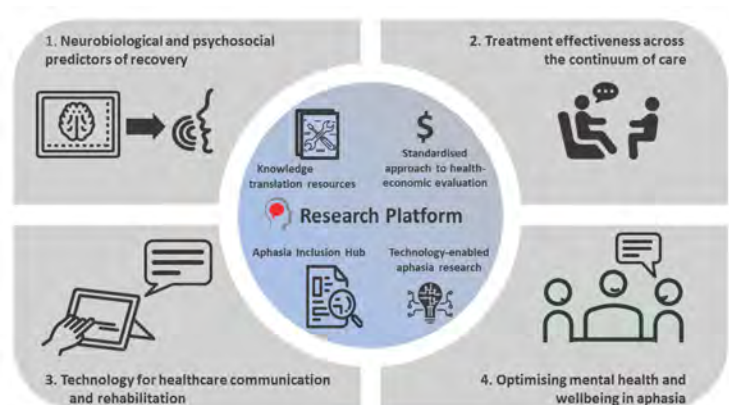 1. Neurobiological and psychosocial
predictors of recovery
2. Treatment effectiveness across
the continuum of care
Knowledge
translation resources
$
Standardised
approach to health-
economic evaluation
Research Platform
Aphasia Inclusion Hub
Technology-enabled
aphasia research
3. Technology for healthcare communication
and rehabilitation
4. Optimising mental health and
wellbeing in aphasia